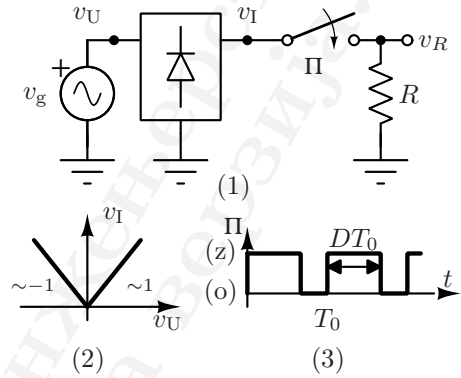 v_U
v_I
v_g
+
Π
v_R
R
(1)
v_I
∼−1
∼1
v_U
(2)
Π
(z)
(o)
DT_0
T_0
t
(3)